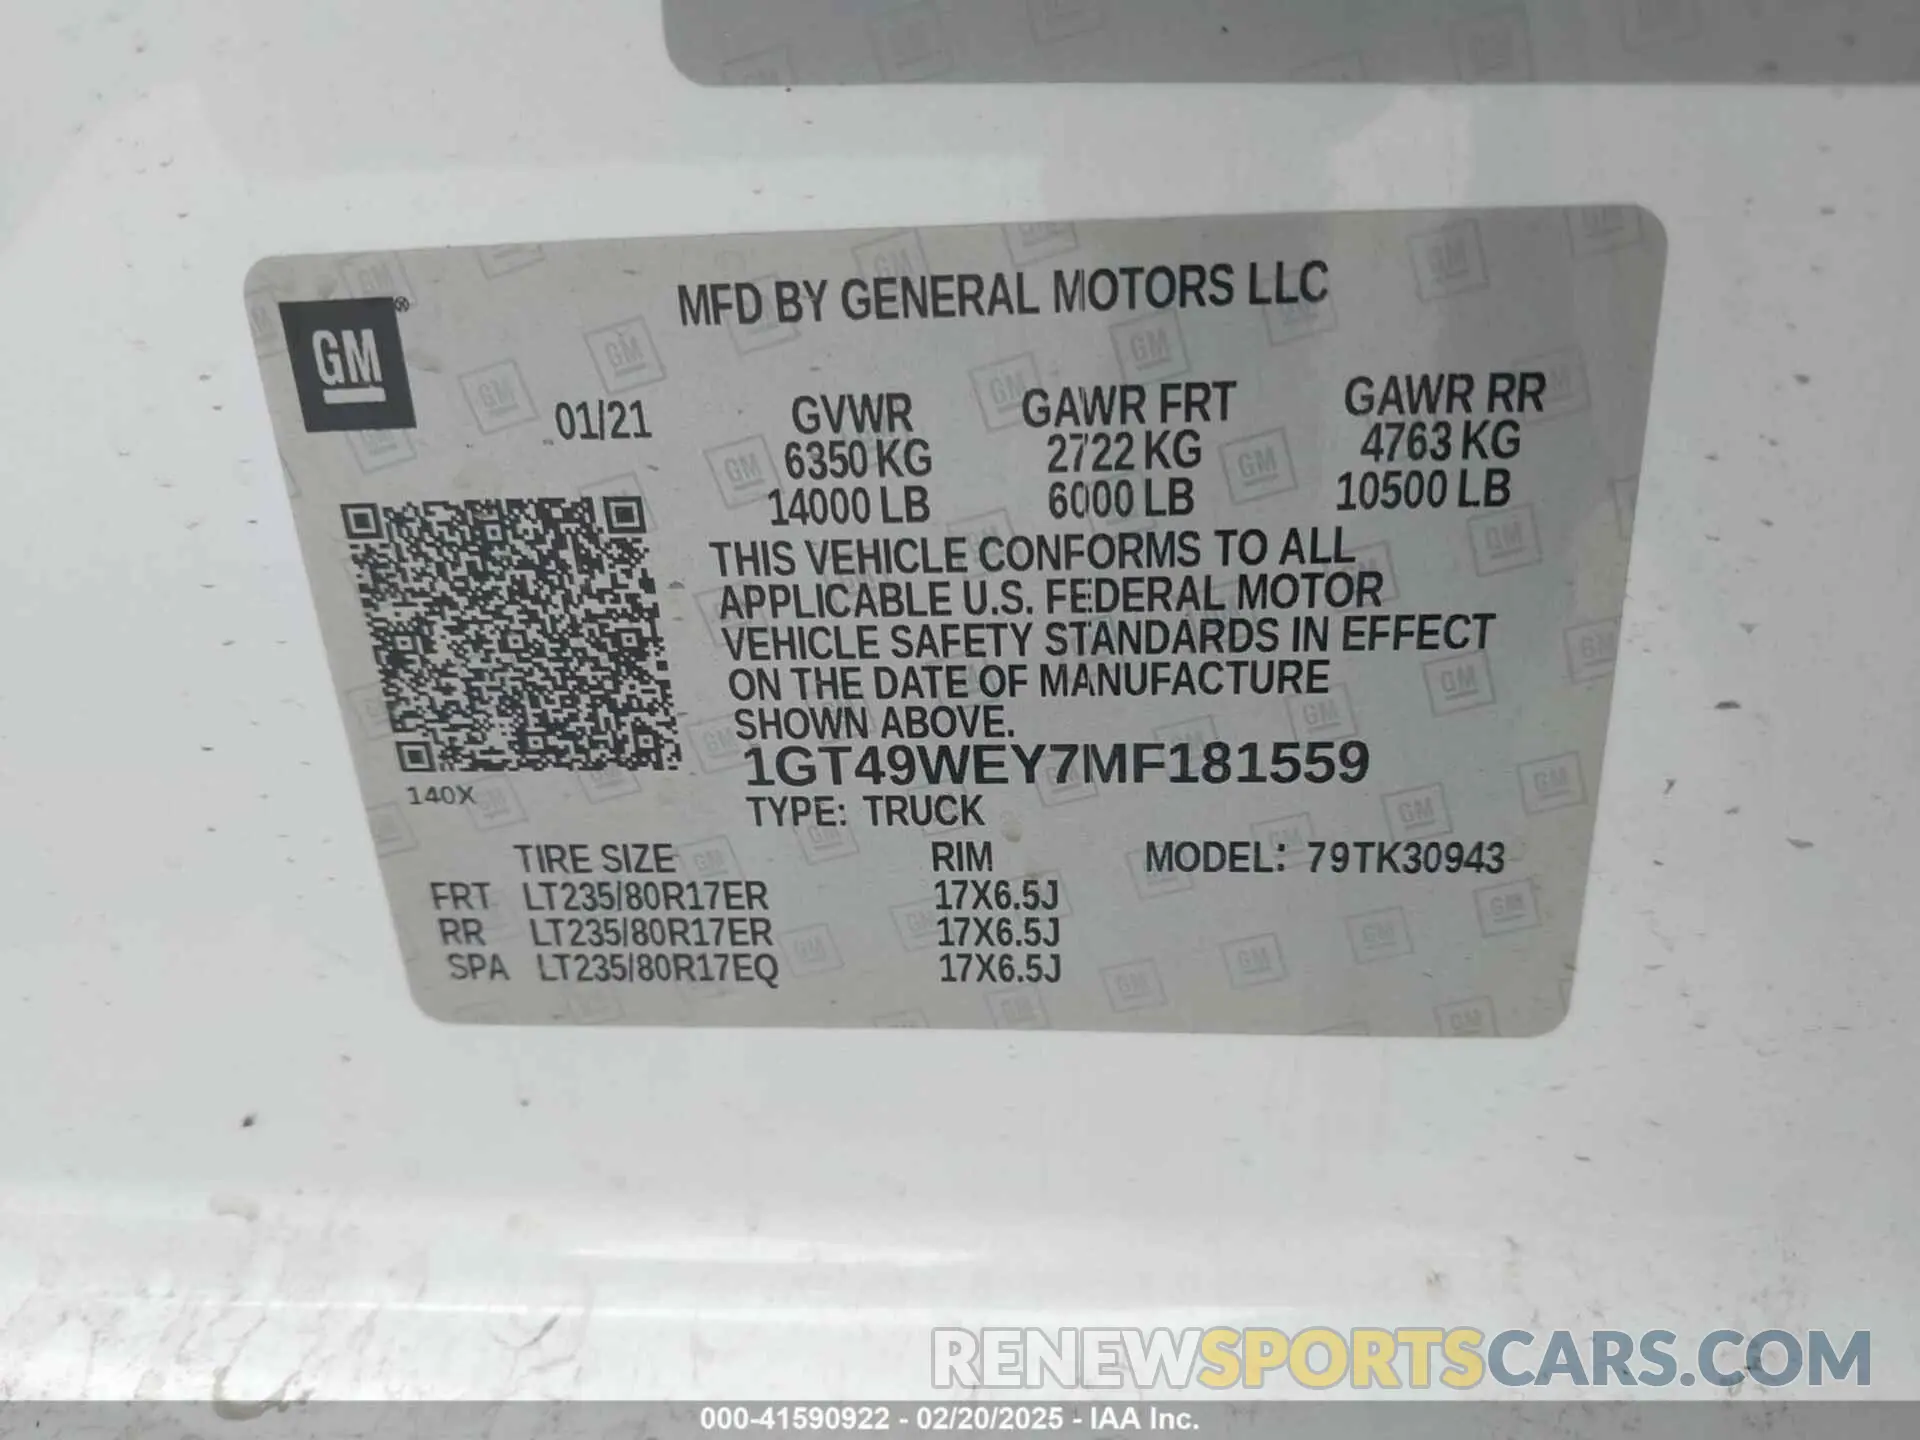 MFD BY GENERAL MOTORS LLC
GM®
01/21 GVWR GAWR FRT GAWR RR
6350 KG 2722 KG 4763 KG
14000 LB 6000 LB 10500 LB
THIS VEHICLE CONFORMS TO ALL
APPLICABLE U.S. FEDERAL MOTOR
VEHICLE SAFETY STANDARDS IN EFFECT
ON THE DATE OF MANUFACTURE
SHOWN ABOVE.
1GT49WEY7MF181559
140X
TYPE: TRUCK
TIRE SIZE RIM MODEL: 79TK30943
FRT LT235/80R17ER 17X6.5J
RR LT235/80R17ER 17X6.5J
SPA LT235/80R17EQ 17X6.5J
RENEWSPORTSCARS.COM
000-41590922 - 02/20/2025 - IAA Inc.